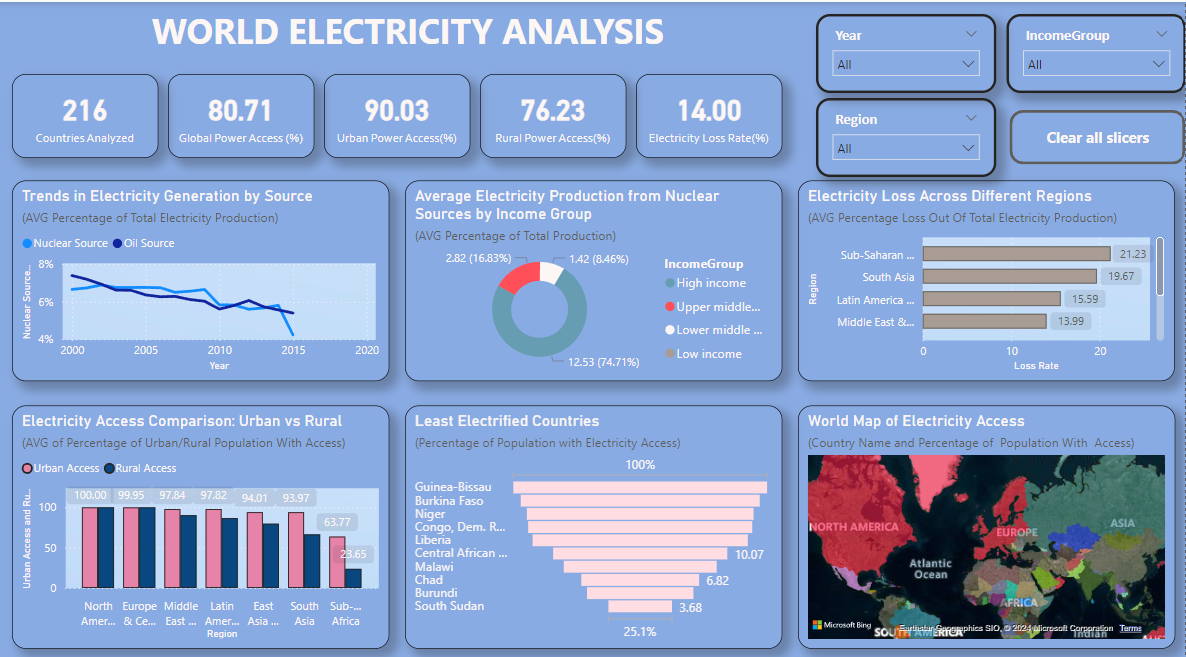 WORLD ELECTRICITY ANALYSIS
Year
All
IncomeGroup
All
Region
All
Clear all slicers
216
Countries Analyzed
80.71
Global Power Access (%)
90.03
Urban Power Access(%)
76.23
Rural Power Access(%)
14.00
Electricity Loss Rate(%)
Trends in Electricity Generation by Source
(AVG Percentage of Total Electricity Production)
Nuclear Source Oil Source
Nuclear Source...
8%
6%
4%
2000 2005 2010 2015 2020
Year
Average Electricity Production from Nuclear
Sources by Income Group
(AVG Percentage of Total Production)
2.82 (16.83%)
1.42 (8.46%)
12.53 (74.71%)
IncomeGroup
High income
Upper middle...
Lower middle ...
Low income
Electricity Loss Across Different Regions
(AVG Percentage Loss Out Of Total Electricity Production)
Region
Sub-Saharan ... 21.23
South Asia 19.67
Latin America ... 15.59
Middle East &... 13.99
0 10 20
Loss Rate
Electricity Access Comparison: Urban vs Rural
(AVG of Percentage of Urban/Rural Population With Access)
Urban Access Rural Access
Urban Access and Ru...
100
50
0
100.00 99.95 97.84 97.82 94.01 93.97 63.77
23.65
North Amer...
Europe & Ce...
Middle East ...
Latin Amer...
East Asia ...
South Asia
Sub-... Africa
Region
Least Electrified Countries
(Percentage of Population with Electricity Access)
100%
Guinea-Bissau
Burkina Faso
Niger
Congo, Dem. R...
Liberia
Central African ... 10.07
Malawi
Chad 6.82
Burundi
South Sudan 3.68
25.1%
World Map of Electricity Access
(Country Name and Percentage of Population With Access)
NORTH AMERICA
EUROPE
ASIA
Atlantic
Ocean
AFRICA
Microsoft Bing
SOUTH AMERICA
Indian
Earthstar Geographics SIO, © 2024 Microsoft Corporation Terms